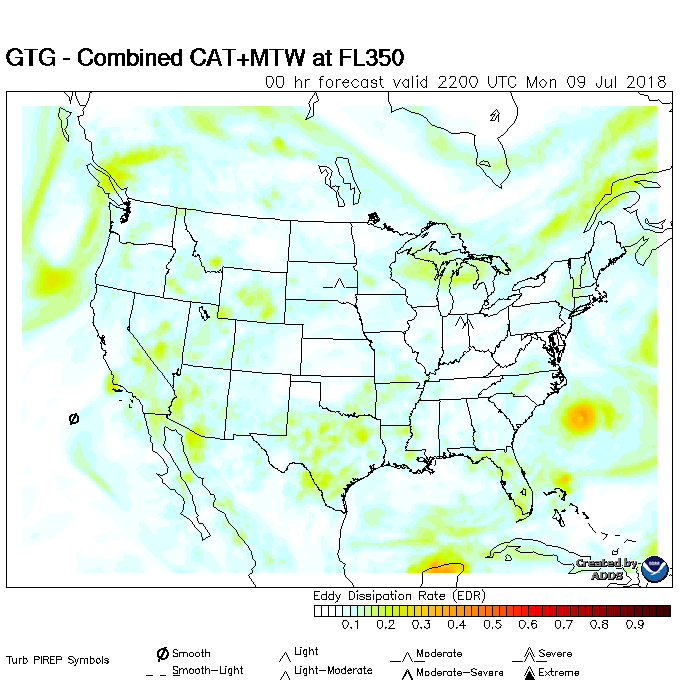 GTG - Combined CAT+MTW at FL350
00 hr forecast valid 2200 UTC Mon 09 Jul 2018
Created by
ADDS
Eddy Dissipation Rate (EDR)
0.1 0.2 0.3 0.4 0.5 0.6 0.7 0.8 0.9
Turb PIREP Symbols
Smooth Light Moderate Severe
Smooth-Light Light-Moderate Moderate-Severe Extreme